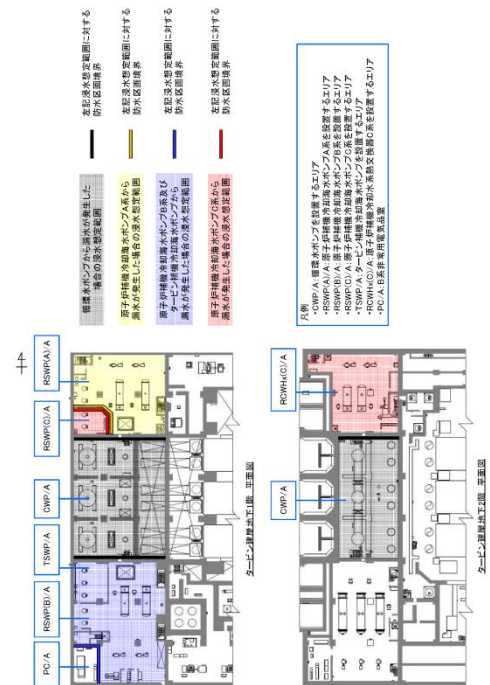 循環水ポンプから漏水が発生した
場合の浸水想定範囲
左記浸水想定範囲に対する
防水区画境界
原子炉補機冷却海水ポンプA系から
漏水が発生した場合の浸水想定範囲
左記浸水想定範囲に対する
防水区画境界
原子炉補機冷却海水ポンプB系及び
タービン補機冷却海水ポンプから
漏水が発生した場合の浸水想定範囲
左記浸水想定範囲に対する
防水区画境界
原子炉補機冷却海水ポンプC系から
漏水が発生した場合の浸水想定範囲
左記浸水想定範囲に対する
防水区画境界
PC/A
RSWP(B)/A
TSWP/A
CWP/A
RSWP(C)/A
RSWP(A)/A
タービン建屋地下1階 平面図
CWP/A
RCWHx(C)/A
タービン建屋地下2階 平面図
凡例
・CWP/A:循環水ポンプを設置するエリア
・RSWP(A)/A:原子炉補機冷却海水ポンプA系を設置するエリア
・RSWP(B)/A:原子炉補機冷却海水ポンプB系を設置するエリア
・RSWP(C)/A:原子炉補機冷却海水ポンプC系を設置するエリア
・TSWP/A:タービン補機冷却海水ポンプを設置するエリア
・RCWHx(C)/A:原子炉補機冷却水系熱交換器C系を設置するエリア
・PC/A:B系非常用電気品室